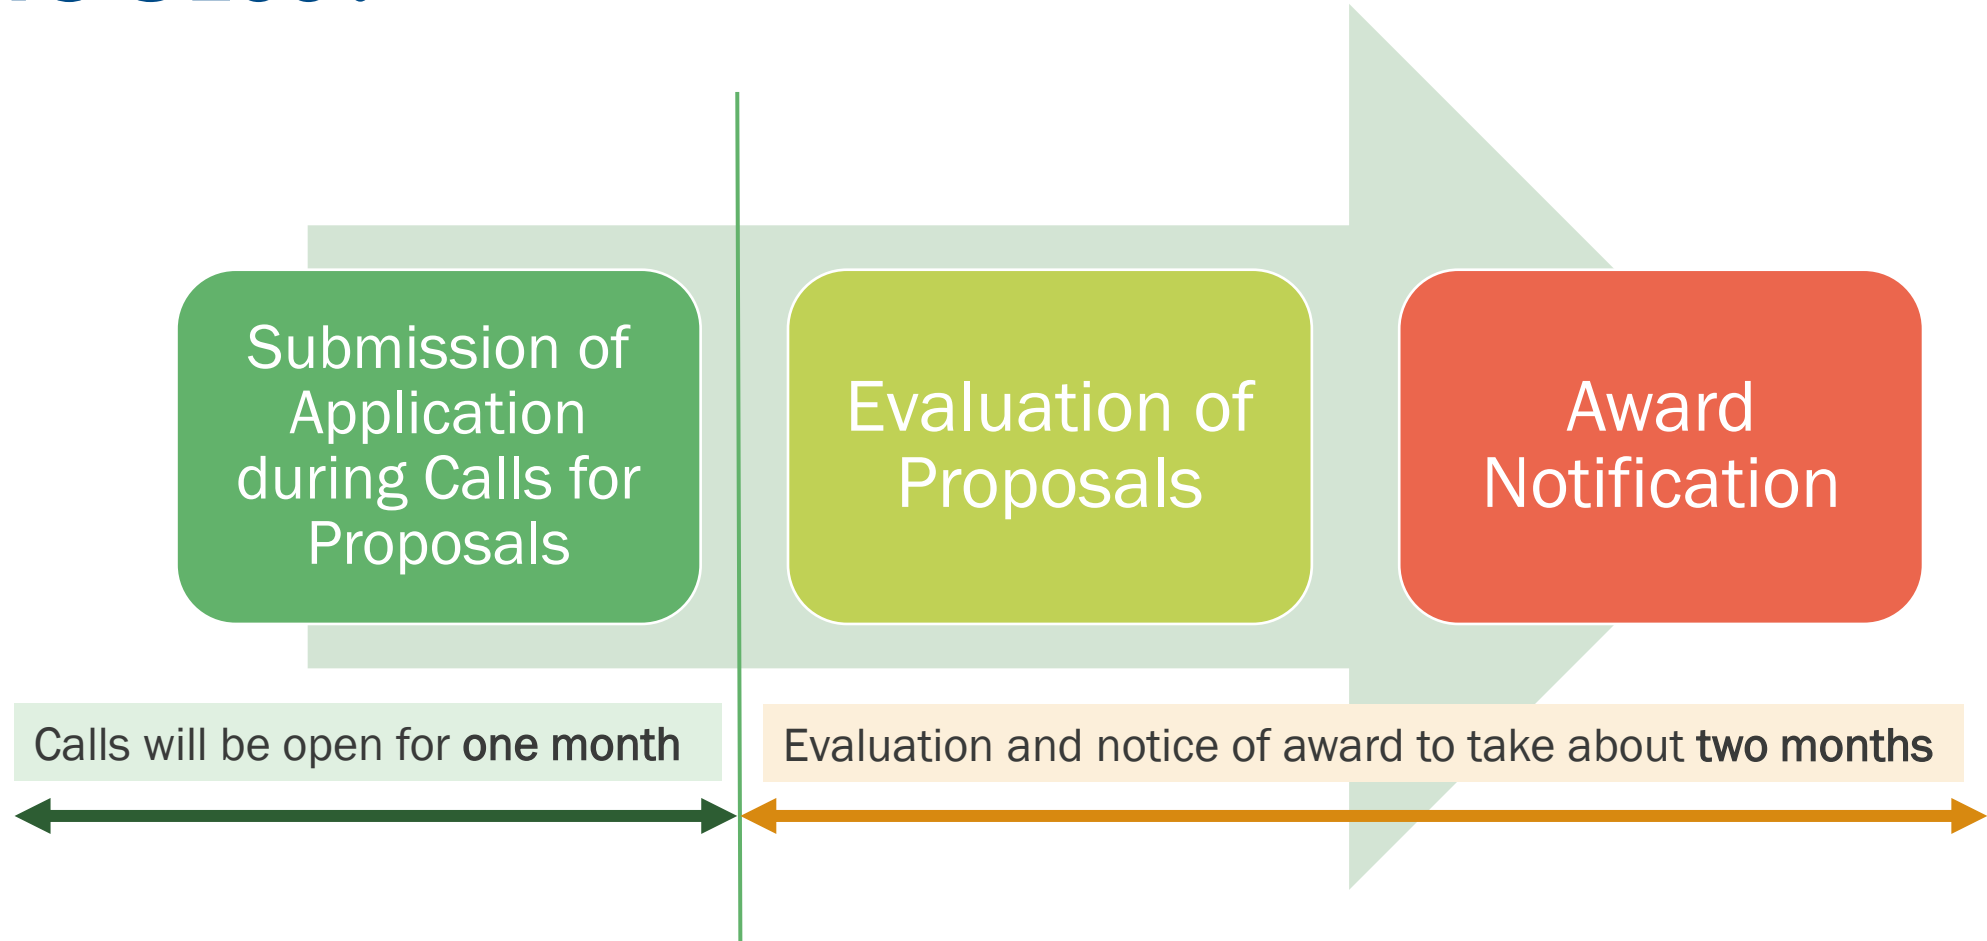 Submission of
Application
during Calls for
Proposals
Evaluation of
Proposals
Award
Notification
Calls will be open for one month
Evaluation and notice of award to take about two months